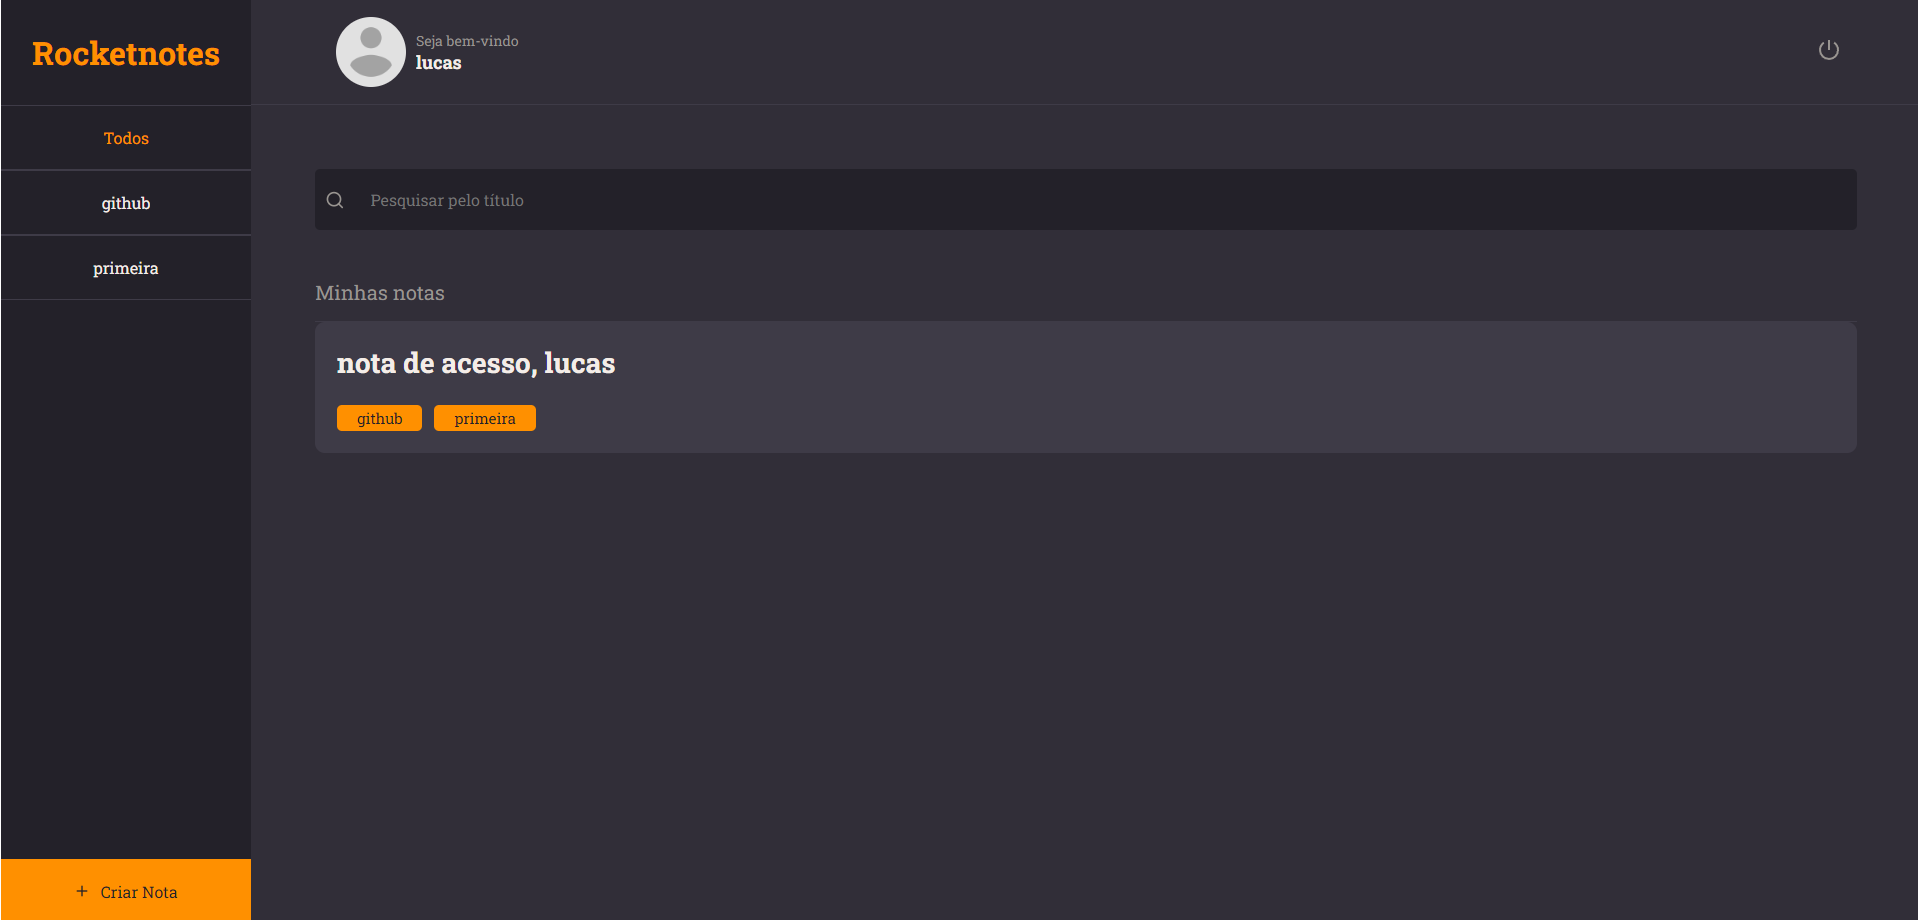 Rocketnotes
Todos
github
primeira
Criar Nota
Seja bem-vindo
lucas
Pesquisar pelo título
Minhas notas
nota de acesso, lucas
github primeira